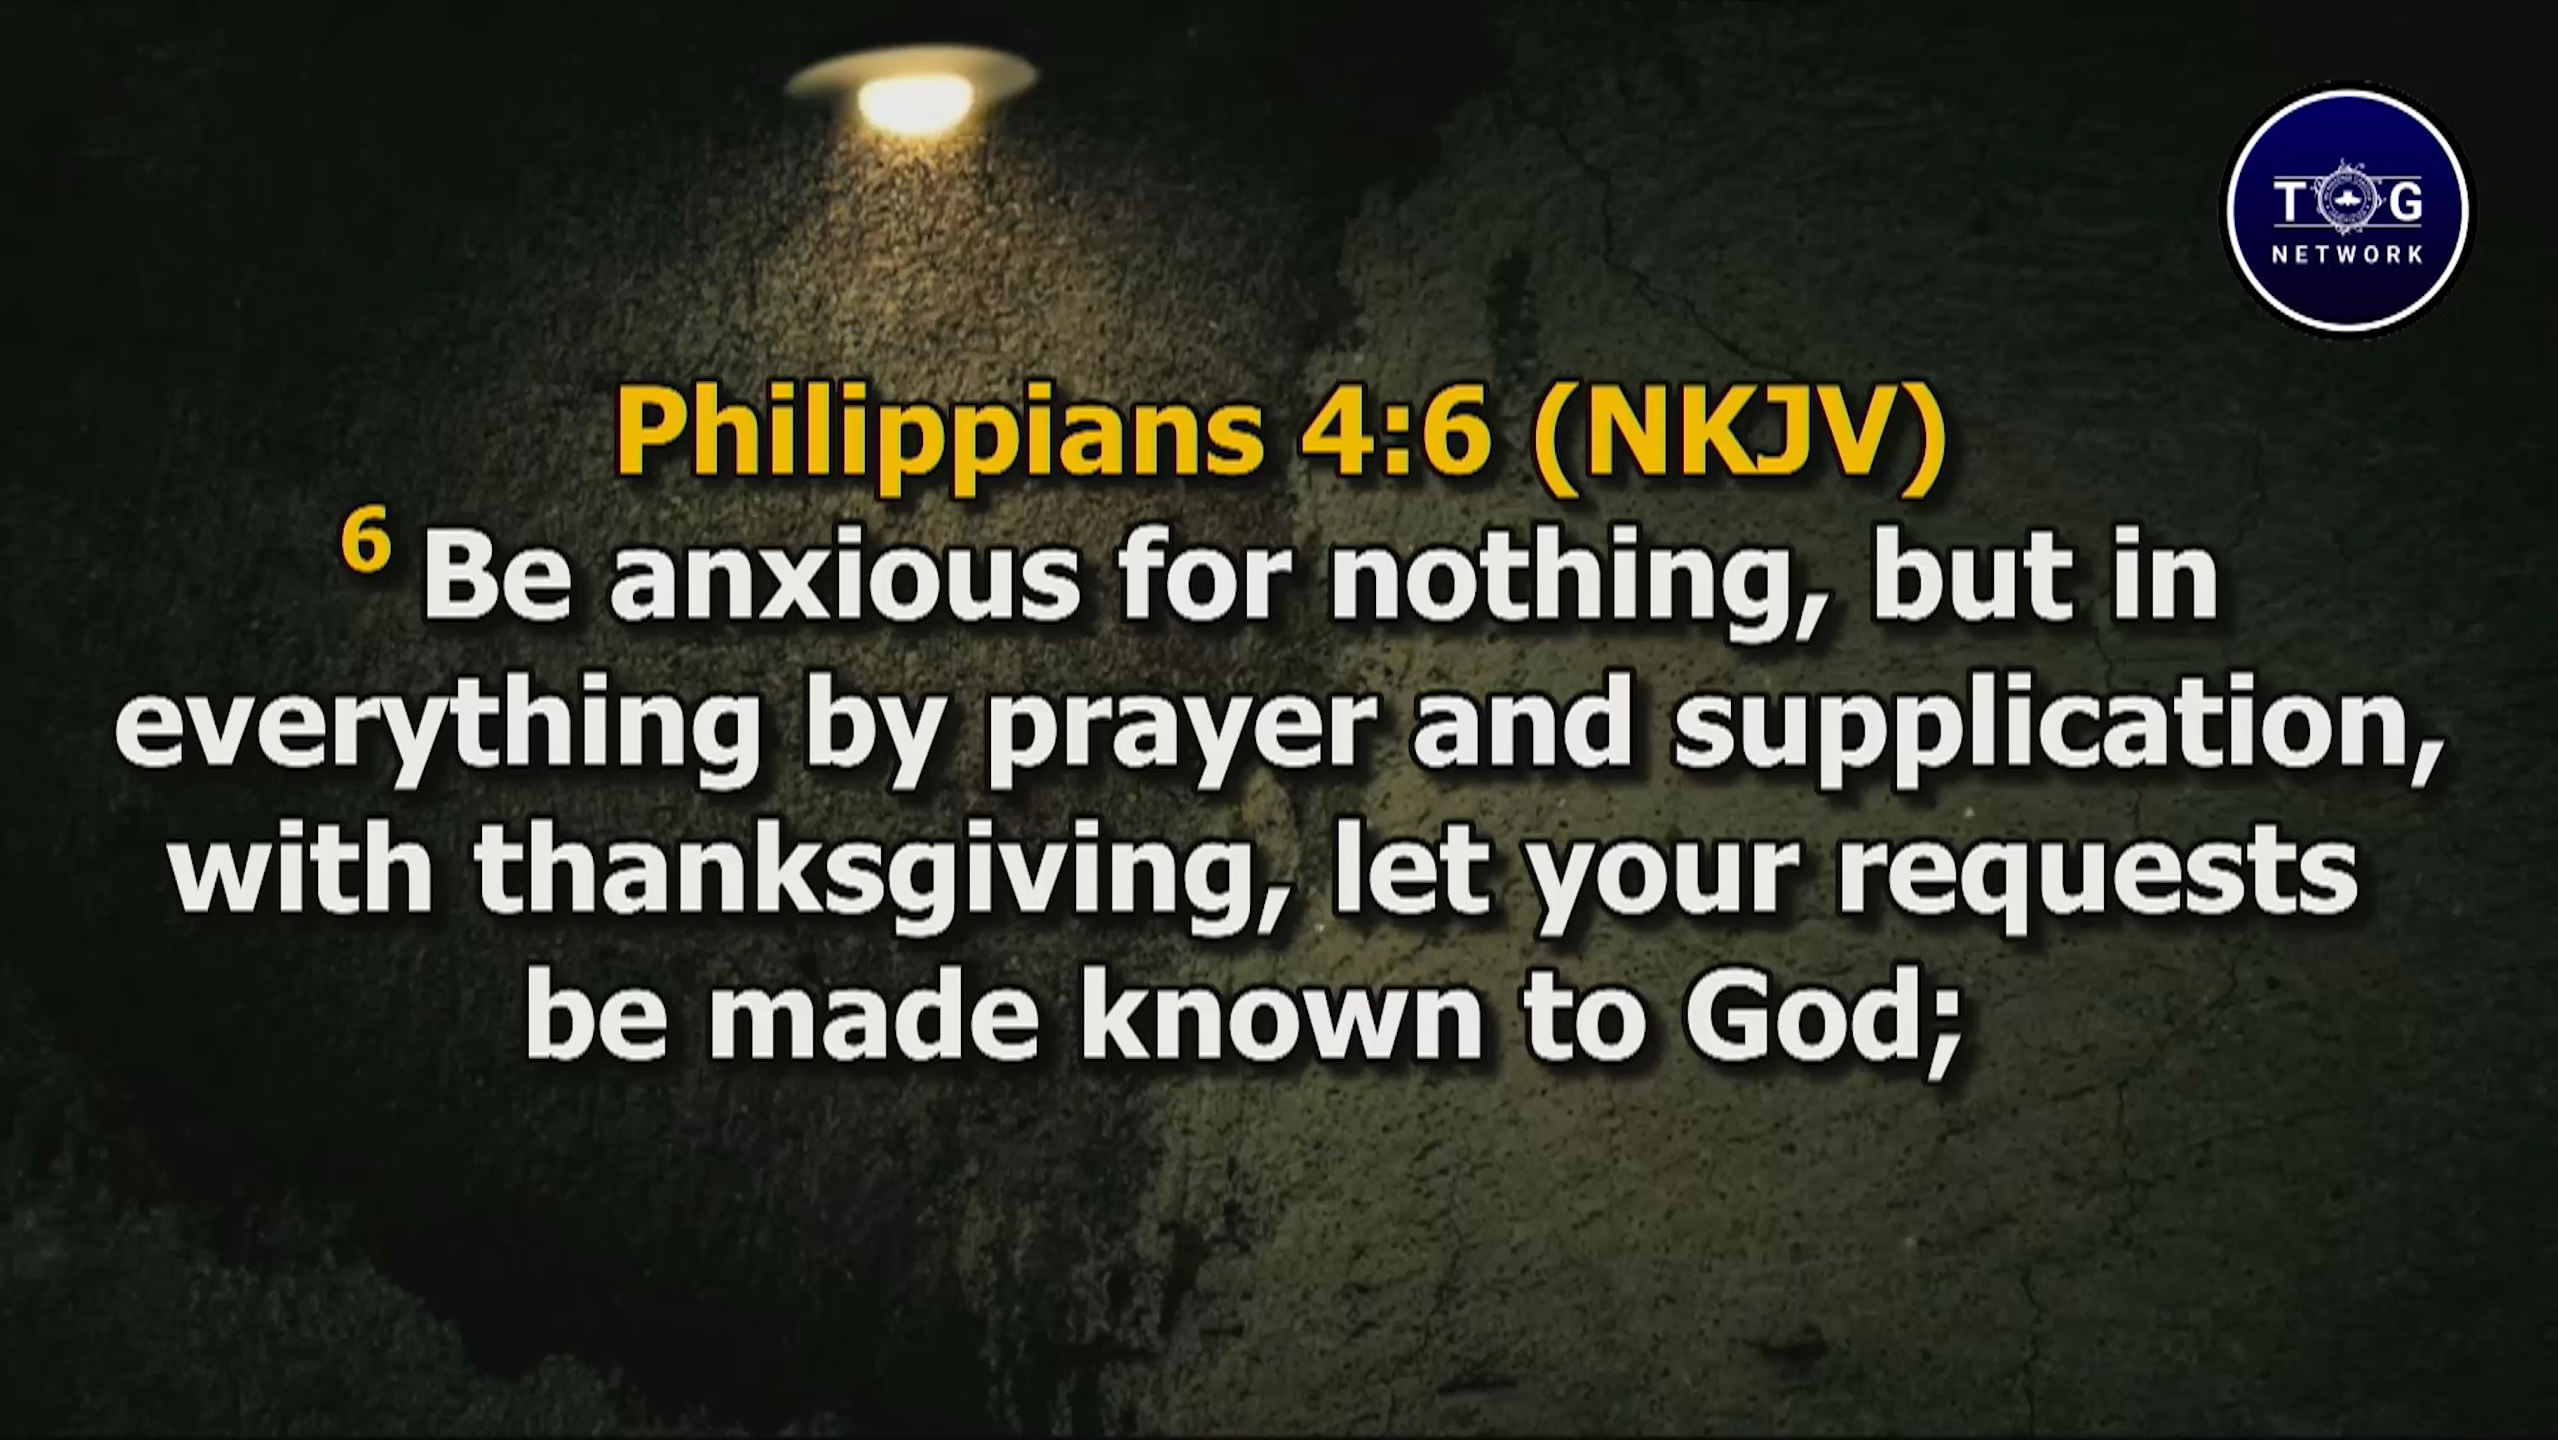 T G
NETWORK
Philippians 4:6 (NKJV)
6 Be anxious for nothing, but in
everything by prayer and supplication,
with thanksgiving, let your requests
be made known to God;